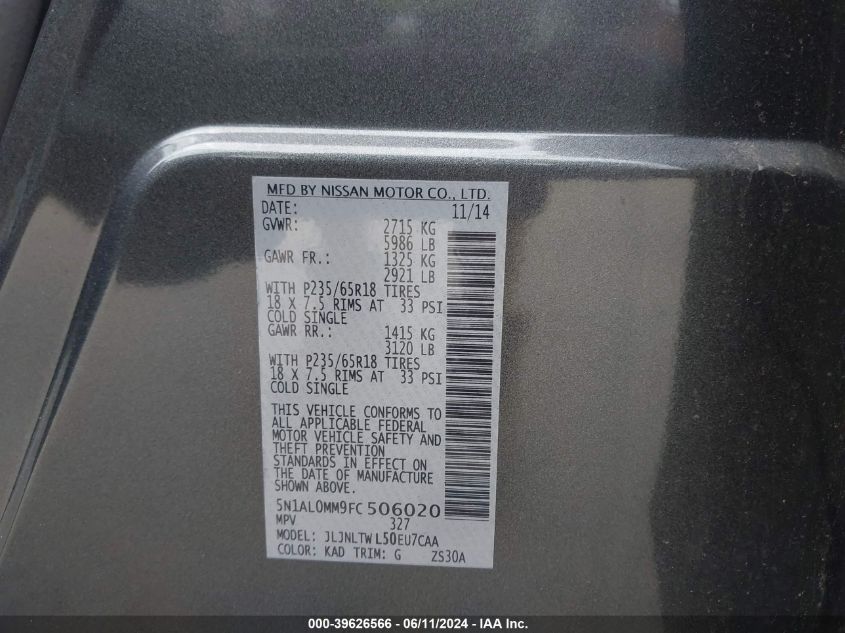 MFD BY NISSAN MOTOR CO., LTD.
DATE: 11/14
GVWR: 2715 KG
5986 LB
GAWR FR.: 1325 KG
2921 LB
WITH P235/65R18 TIRES
18 X 7.5 RIMS AT 33 PSI
COLD SINGLE
GAWR RR.: 1415 KG
3120 LB
WITH P235/65R18 TIRES
18 X 7.5 RIMS AT 33 PSI
COLD SINGLE
THIS VEHICLE CONFORMS TO
ALL APPLICABLE FEDERAL
MOTOR VEHICLE SAFETY AND
THEFT PREVENTION
STANDARDS IN EFFECT ON
THE DATE OF MANUFACTURE
SHOWN ABOVE.
5N1AL0MM9FC506020
MPV 327
MODEL: JLJNLTW L50EU7CAA
COLOR: KAD TRIM: G ZS30A
000-39626566 - 06/11/2024 - IAA Inc.